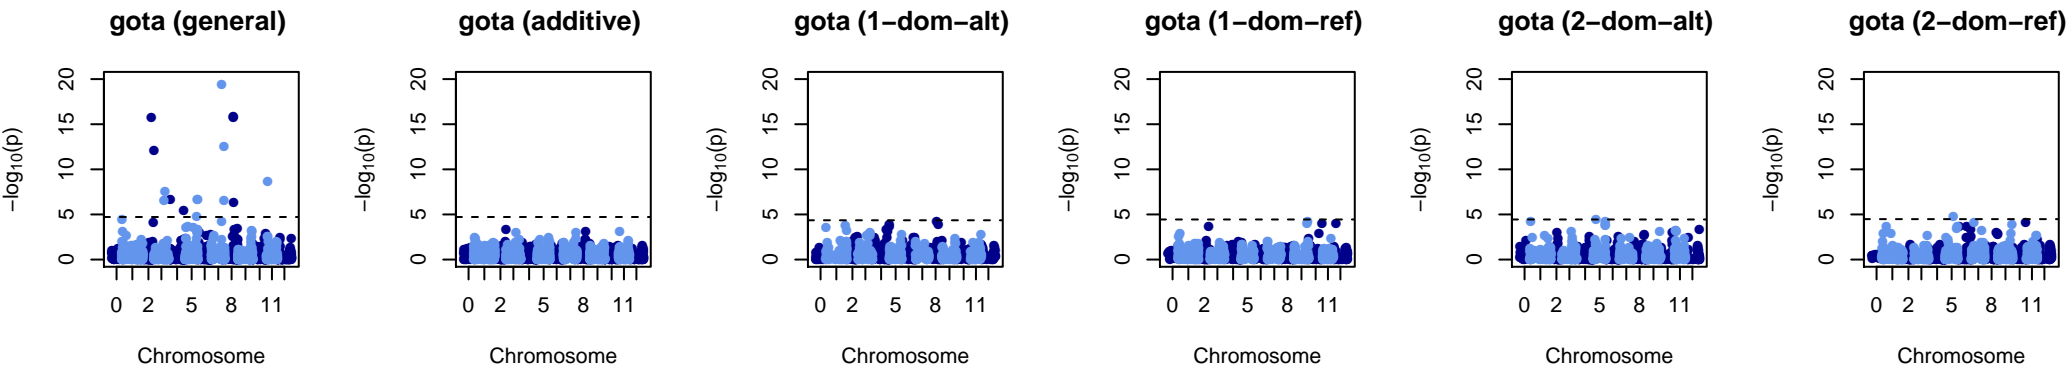 gota (general)
−log10(p)
20
15
10
5
0
0 2 5 8 11
Chromosome
gota (additive)
−log10(p)
20
15
10
5
0
0 2 5 8 11
Chromosome
gota (1−dom−alt)
−log10(p)
20
15
10
5
0
0 2 5 8 11
Chromosome
gota (1−dom−ref)
−log10(p)
20
15
10
5
0
0 2 5 8 11
Chromosome
gota (2−dom−alt)
−log10(p)
20
15
10
5
0
0 2 5 8 11
Chromosome
gota (2−dom−ref)
−log10(p)
20
15
10
5
0
0 2 5 8 11
Chromosome